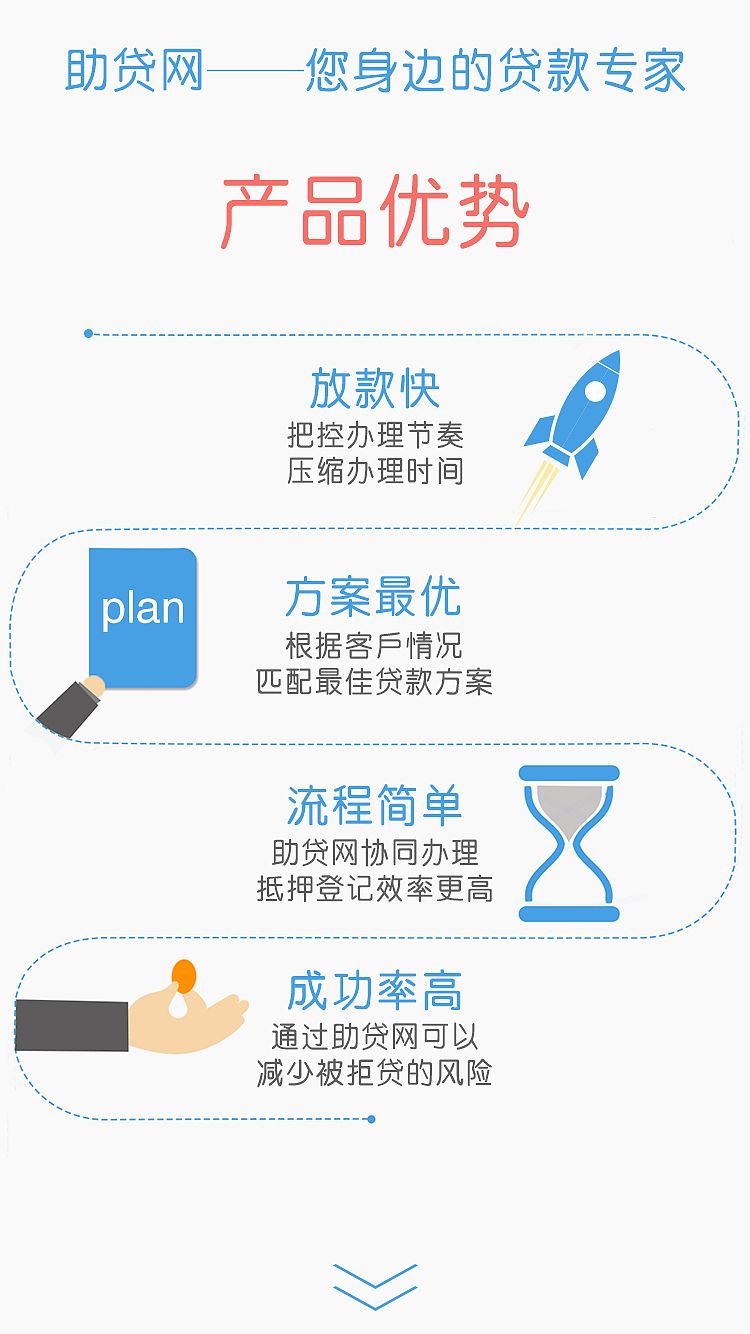 助贷网——您身边的贷款专家
产品优势
放款快
把控办理节奏
压缩办理时间
plan
方案最优
根据客戶情况
匹配最佳贷款方案
流程简单
助贷网协同办理
抵押登记效率更高
成功率高
通过助贷网可以
减少被拒贷的风险